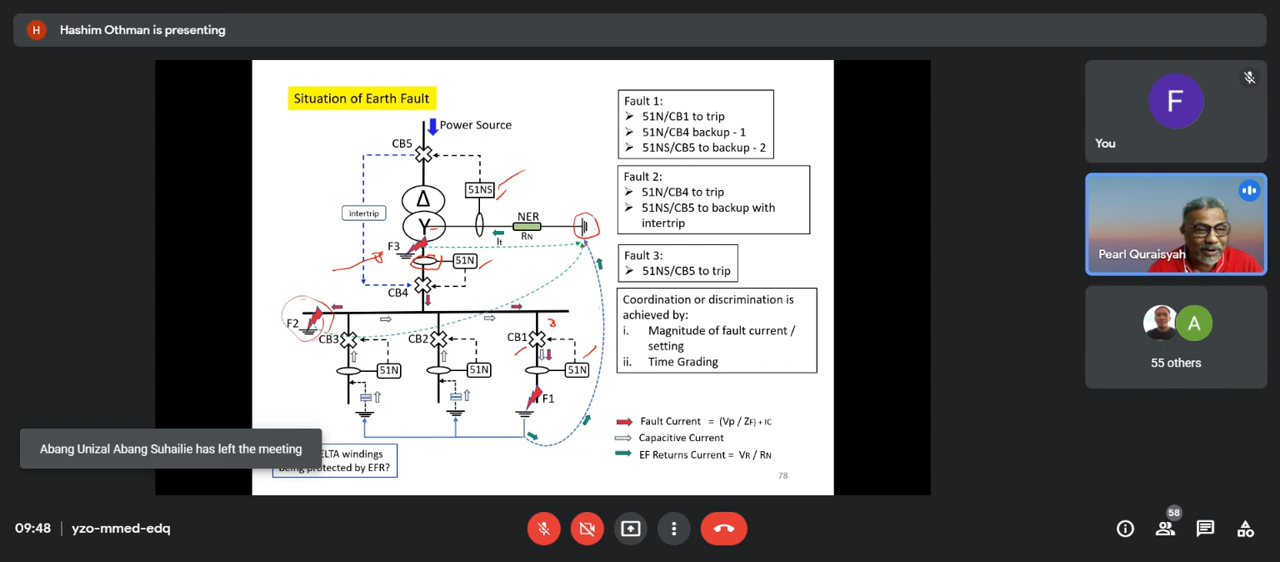 H Hashim Othman is presenting
Situation of Earth Fault
Power Source
CB5
51NS
Δ
Y
intertrip
NER
RN
It
F3
51N
CB4
F2
CB3
CB2
CB1
51N
51N
51N
F1
ELTA windings
being protected by EFR?
Fault 1:
➢ 51N/CB1 to trip
➢ 51N/CB4 backup - 1
➢ 51NS/CB5 to backup - 2
Fault 2:
➢ 51N/CB4 to trip
➢ 51NS/CB5 to backup with
intertrip
Fault 3:
➢ 51NS/CB5 to trip
Coordination or discrimination is
achieved by:
i. Magnitude of fault current /
setting
ii. Time Grading
Fault Current = (Vp / ZF) + IC
Capacitive Current
EF Returns Current = VR / RN
78
F
You
Pearl Quraisyah
A
55 others
Abang Unizal Abang Suhailie has left the meeting
09:48 | yzo-mmed-edq
58